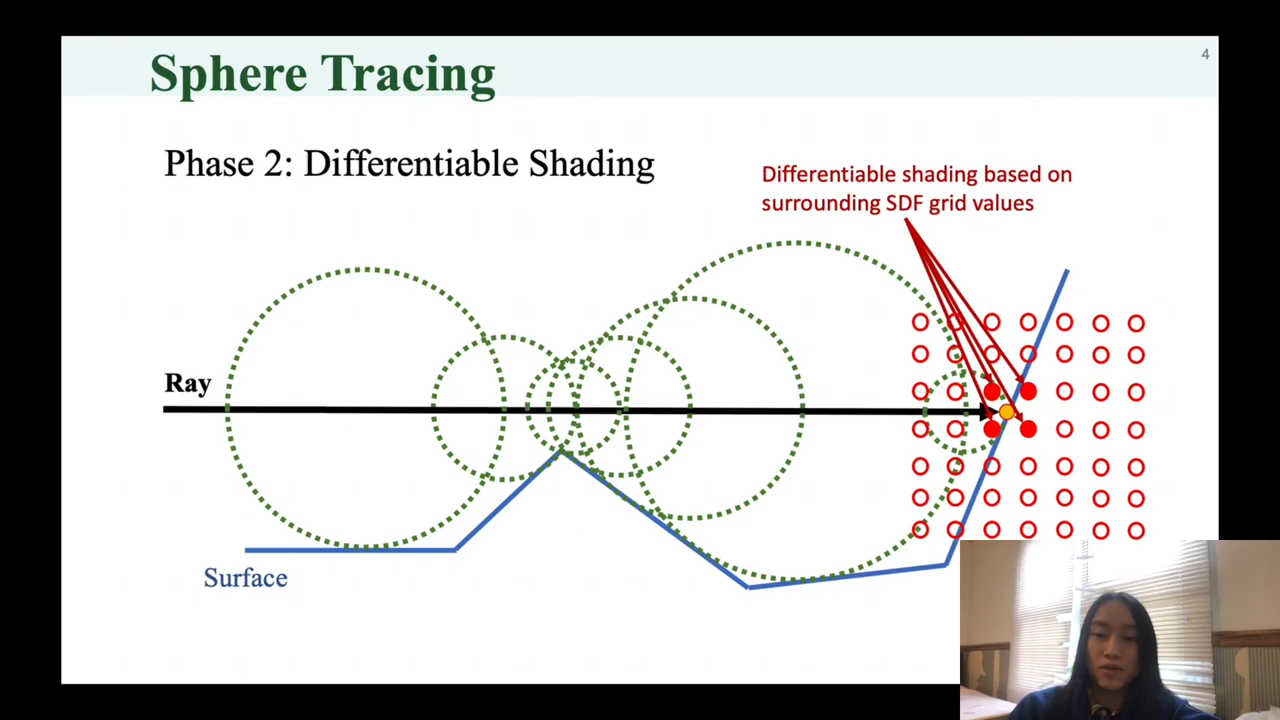 Sphere Tracing
4
Phase 2: Differentiable Shading
Differentiable shading based on
surrounding SDF grid values
Ray
Surface